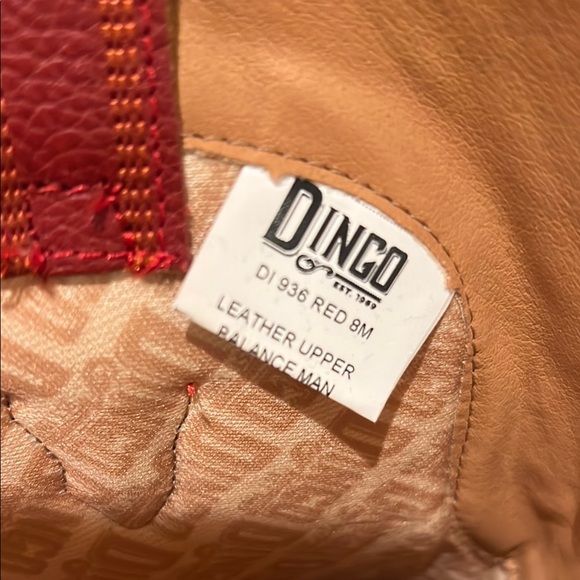 DINGO
EST. 1969
DI 936 RED 8M
LEATHER UPPER
BALANCE MAN